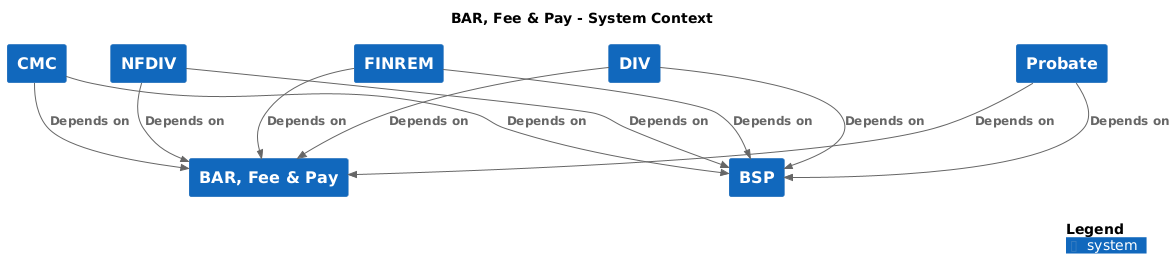 BAR, Fee & Pay - System Context
CMC
NFDIV
FINREM
DIV
Probate
Depends on
Depends on
Depends on
Depends on
Depends on
Depends on
Depends on
Depends on
Depends on
Depends on
BAR, Fee & Pay
BSP
Legend
system